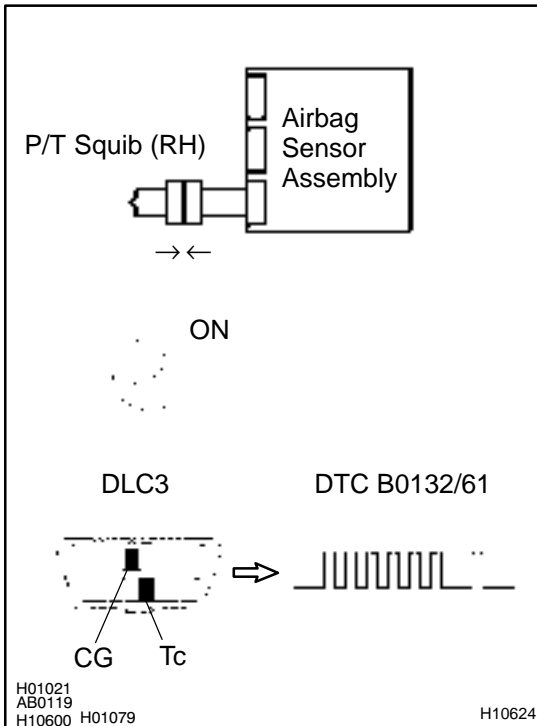 P/T Squib (RH)
Airbag
Sensor
Assembly
ON
DLC3
DTC B0132/61
CG
Tc
H01021
AB0119
H10600 H01079
H10624